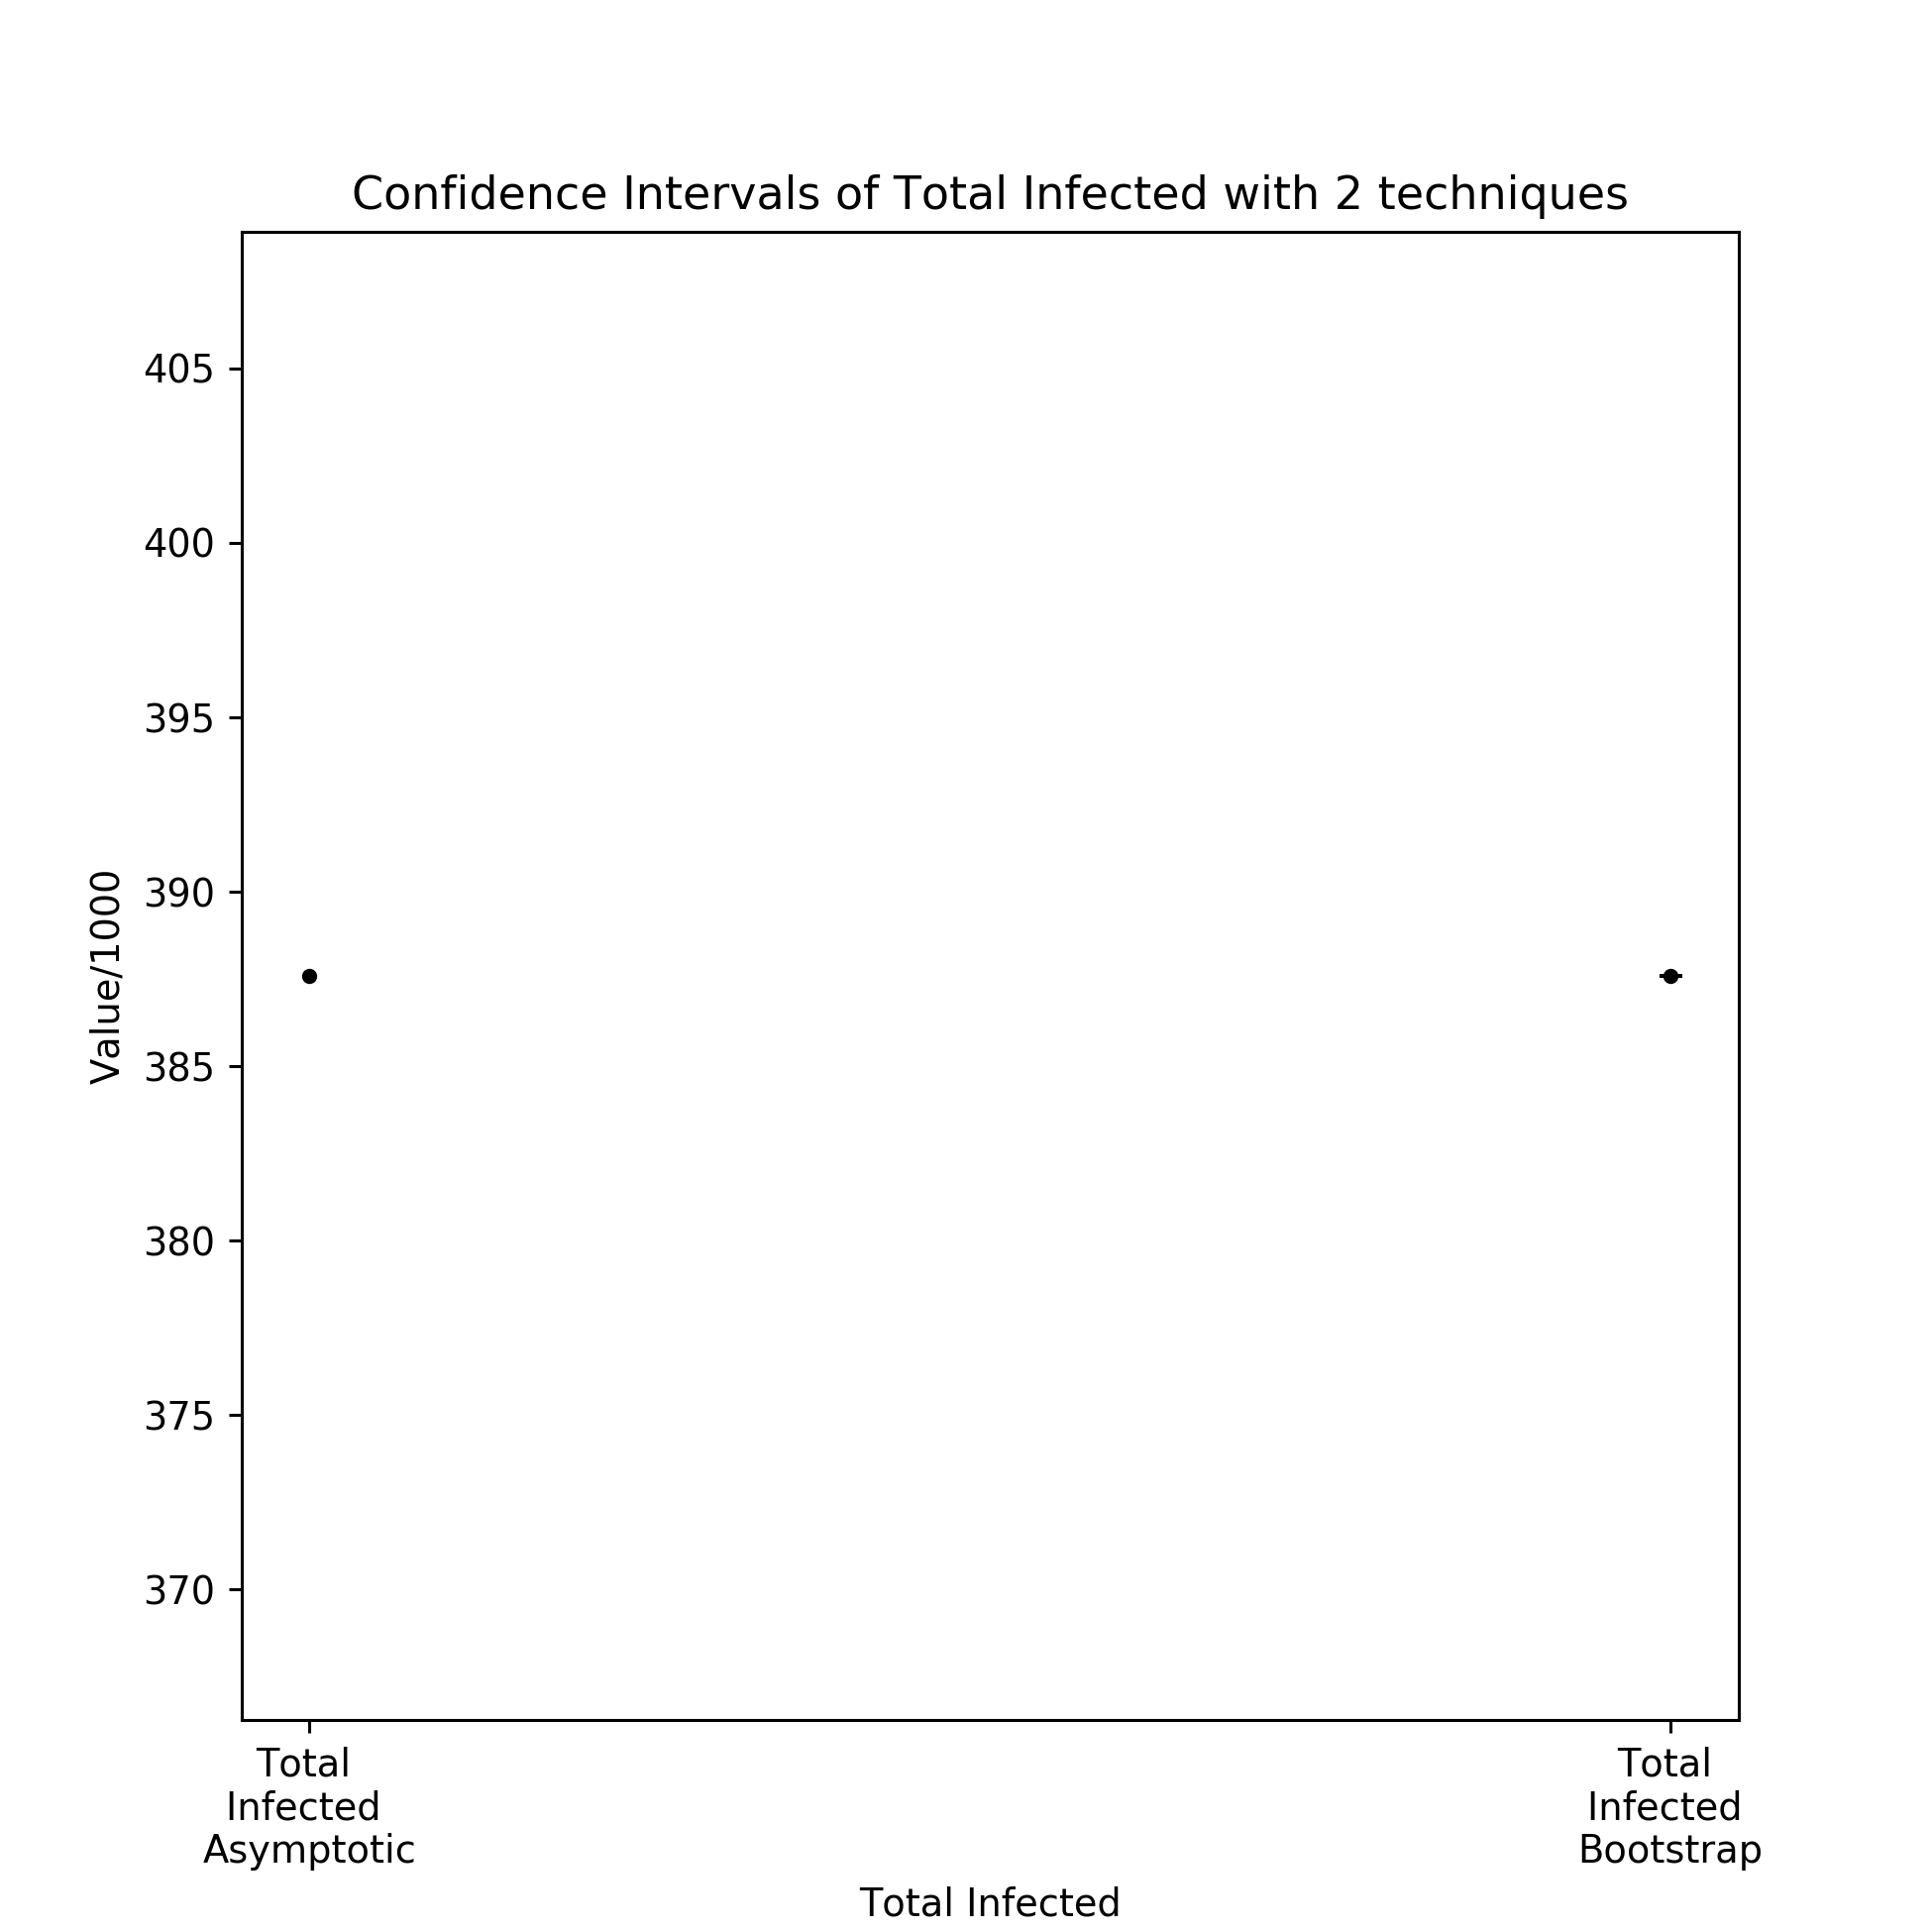 Confidence Intervals of Total Infected with 2 techniques
405
400
395
390
385
380
375
370
Value/1000
Total
Infected
Asymptotic
Total
Infected
Bootstrap
Total Infected